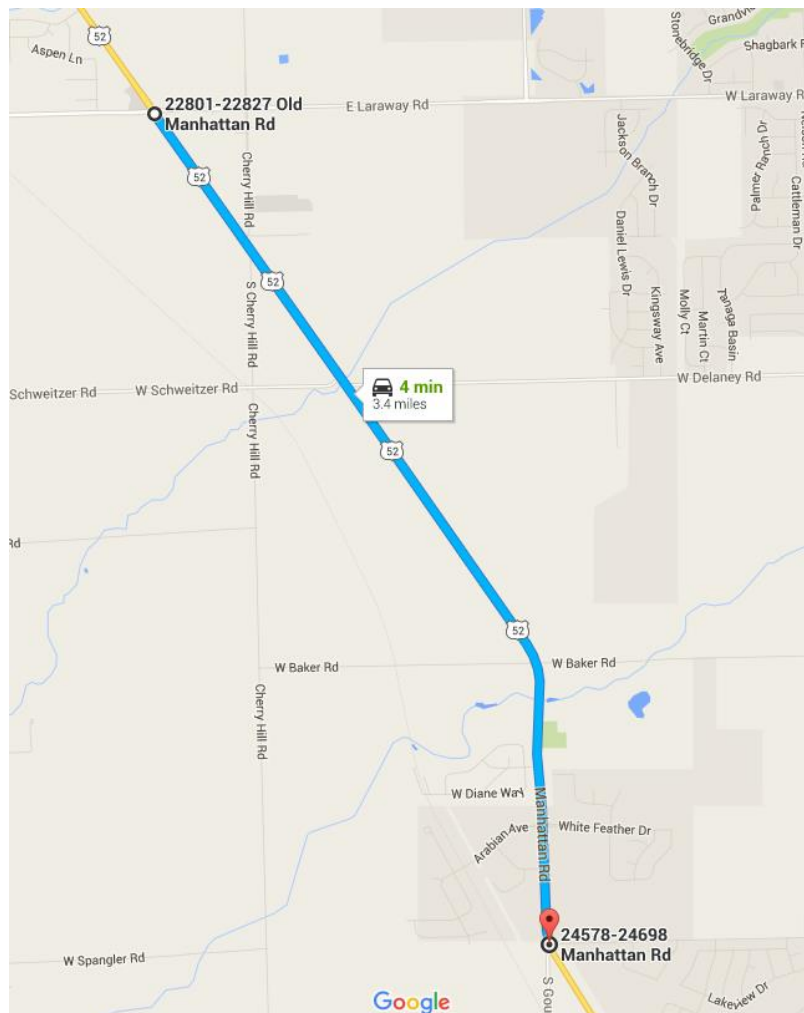 52
Aspen Ln
22801-22827 Old
Manhattan Rd
E Laraway Rd
W Laraway R
Stonebridge Dr
Grandvi
Shagbark R
52
Cherry Hill Rd
Jackson Branch Dr
Palmer Ranch Dr
Cattleman Dr
52
S Cherry Hill Rd
Daniel Lewis Dr
Kingsway Ave
Molly Ct
Martin Ct
Tanaga Basin
Schweitzer Rd
W Schweitzer Rd
4 min
3.4 miles
W Delaney Rd
Cherry Hill Rd
52
Rd
52
W Baker Rd
W Baker Rd
Cherry Hill Rd
W Diane Way
Manhattan Rd
Arabian Ave
White Feather Dr
24578-24698
Manhattan Rd
W Spangler Rd
S Gou
Lakeview Dr
Google